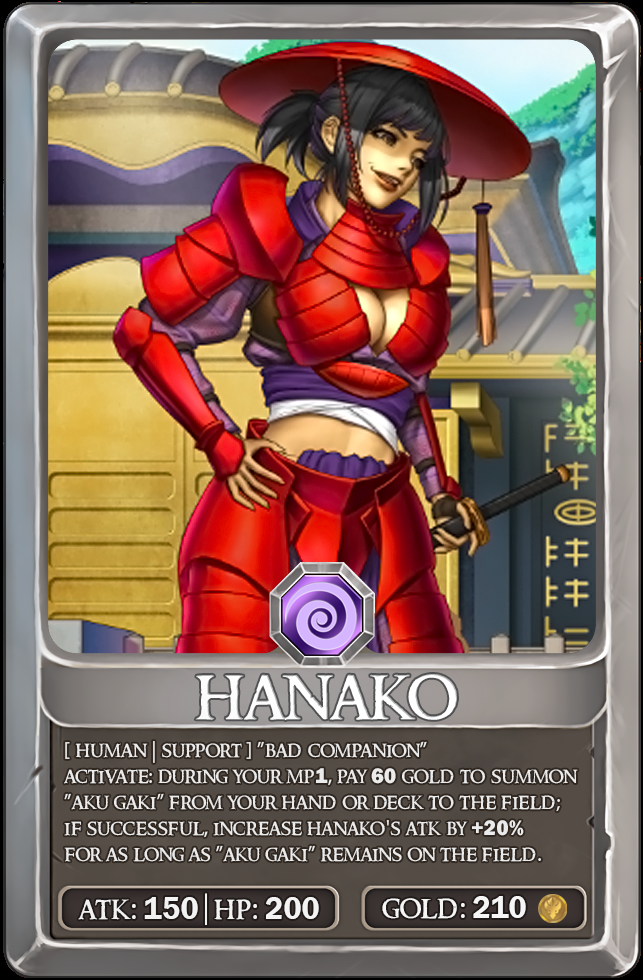 HANAKO
[ HUMAN | SUPPORT ] "BAD COMPANION"
ACTIVATE: DURING YOUR MP1, PAY 60 GOLD TO SUMMON
"AKU GAKI" FROM YOUR HAND OR DECK TO THE FIELD;
IF SUCCESSFUL, INCREASE HANAKO'S ATK BY +20%
FOR AS LONG AS "AKU GAKI" REMAINS ON THE FIELD.
ATK: 150 | HP: 200
GOLD: 210